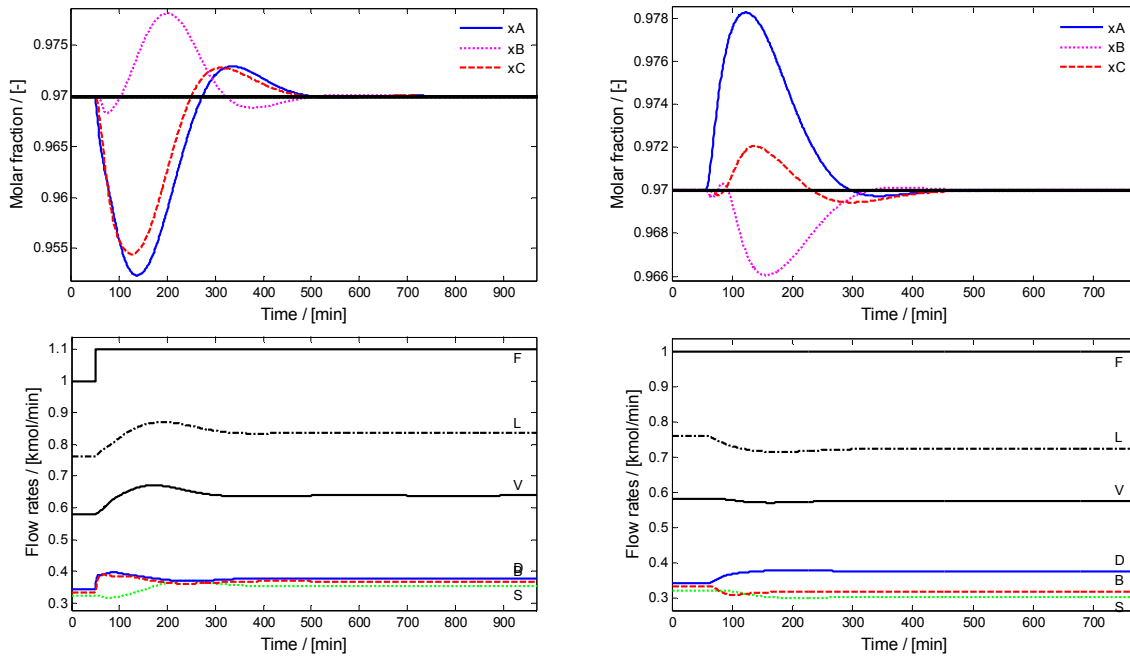 Molar fraction / [-]
0.975
0.97
0.965
0.96
0.955
xA
xB
xC
0 100 200 300 400 500 600 700 800 900
Time / [min]
Molar fraction / [-]
0.978
0.976
0.974
0.972
0.97
0.968
0.966
xA
xB
xC
0 100 200 300 400 500 600 700
Time / [min]
Flow rates / [kmol/min]
1.1
1
0.9
0.8
0.7
0.6
0.5
0.4
0.3
F
L
V
D
B
S
0 100 200 300 400 500 600 700 800 900
Time / [min]
Flow rates / [kmol/min]
1
0.9
0.8
0.7
0.6
0.5
0.4
0.3
F
L
V
D
B
S
0 100 200 300 400 500 600 700
Time / [min]